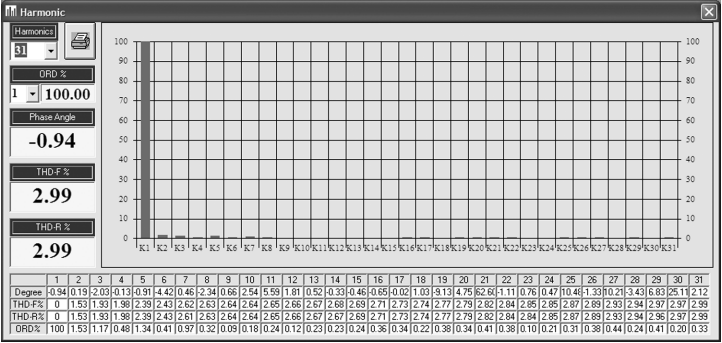 Harmonic
Harmonics
31
ORD %
1 100.00
Phase Angle
-0.94
THD-F %
2.99
THD-R %
2.99
100 100
90 90
80 80
70 70
60 60
50 50
40 40
30 30
20 20
10 10
0 0
K1 K2 K3 K4 K5 K6 K7 K8 K9 K10 K11 K12 K13 K14 K15 K16 K17 K18 K19 K20 K21 K22 K23 K24 K25 K26 K27 K28 K29 K30 K31
1 2 3 4 5 6 7 8 9 10 11 12 13 14 15 16 17 18 19 20 21 22 23 24 25 26 27 28 29 30 31
Degree -0.94 0.19 -2.03 -0.13 -0.91 -4.42 0.46 -2.34 0.66 2.54 5.59 1.81 0.52 -0.33 -0.46 -0.65 -0.02 1.03 -9.13 4.75 62.60 -1.11 0.76 0.47 10.48 -1.33 10.21 -3.43 6.83 25.11 2.12
THD-F% 0 1.53 1.93 1.98 2.39 2.43 2.62 2.63 2.64 2.64 2.65 2.66 2.67 2.68 2.69 2.71 2.73 2.74 2.77 2.79 2.82 2.84 2.85 2.85 2.87 2.89 2.93 2.94 2.97 2.97 2.99
THD-R% 0 1.53 1.93 1.98 2.39 2.43 2.61 2.63 2.64 2.64 2.65 2.66 2.67 2.67 2.69 2.71 2.73 2.74 2.77 2.79 2.82 2.84 2.84 2.85 2.87 2.89 2.93 2.94 2.96 2.97 2.99
ORD% 100 1.53 1.17 0.48 1.34 0.41 0.97 0.32 0.09 0.18 0.24 0.12 0.23 0.23 0.24 0.36 0.34 0.22 0.38 0.34 0.41 0.38 0.10 0.21 0.31 0.38 0.44 0.24 0.41 0.20 0.33